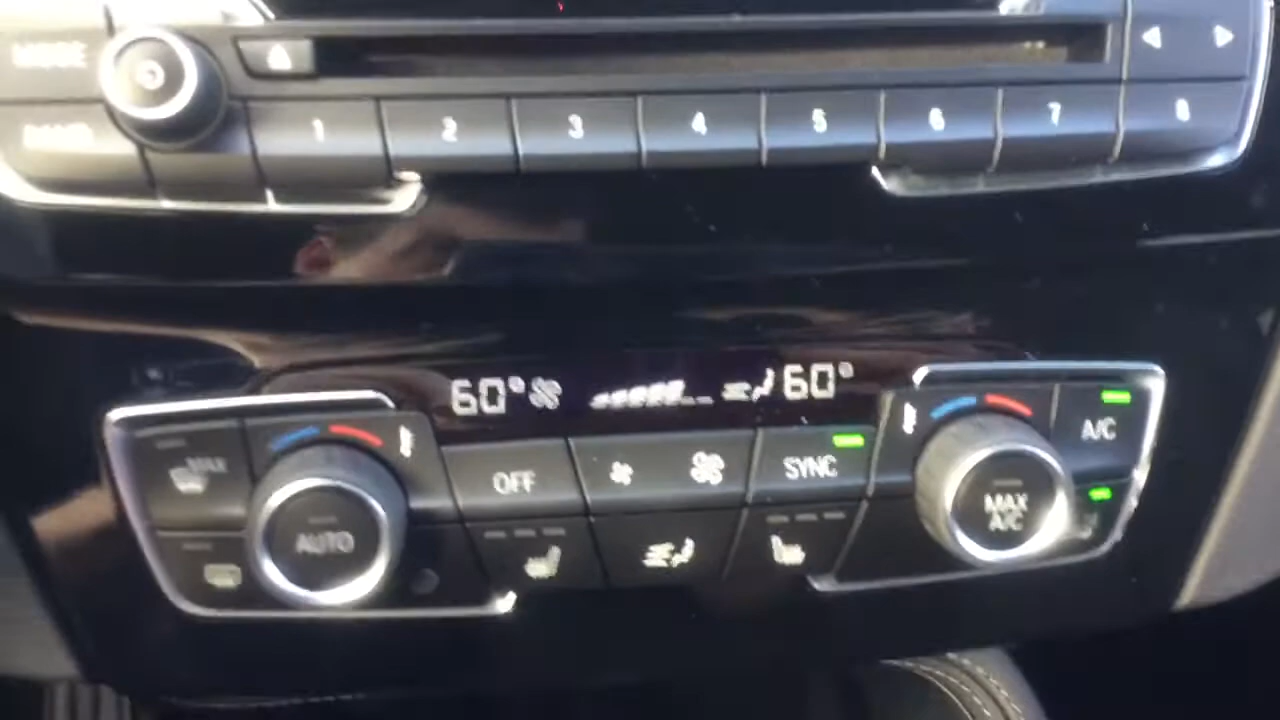 MODE
1 2 3 4 5 6 7 8
60° 60°
MAX
OFF
SYNC
A/C
AUTO
MAX
A/C